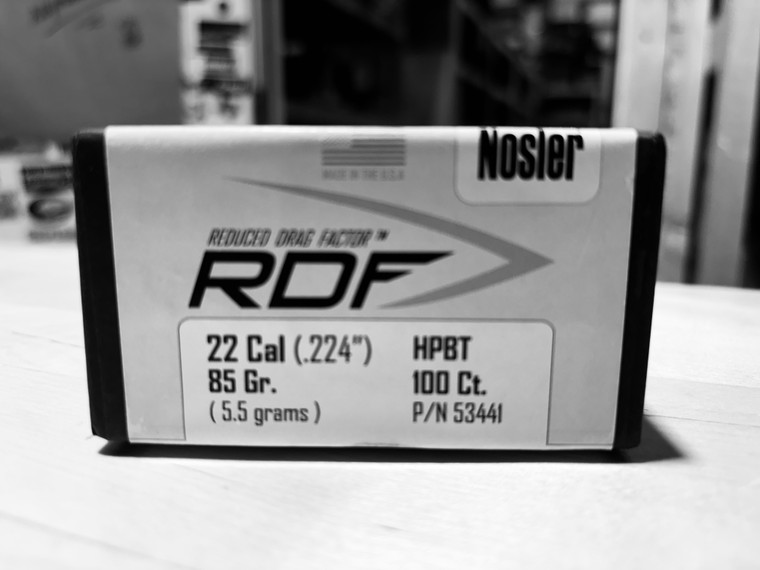 Nosler
MADE IN THE U.S.A
REDUCED DRAG FACTOR™
RDF
22 Cal (.224")
85 Gr.
(5.5 grams)
HPBT
100 Ct.
P/N 53441